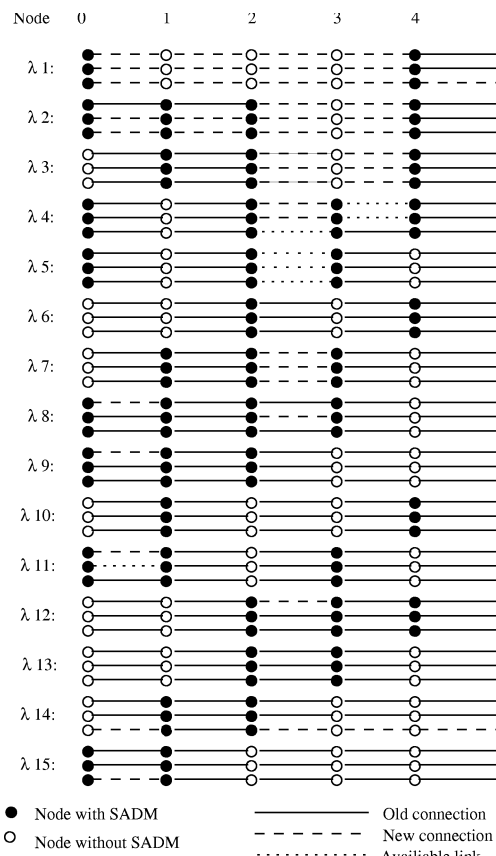 Node 0 1 2 3 4
λ 1:
λ 2:
λ 3:
λ 4:
λ 5:
λ 6:
λ 7:
λ 8:
λ 9:
λ 10:
λ 11:
λ 12:
λ 13:
λ 14:
λ 15:
Node with SADM
Old connection
Node without SADM
New connection
link